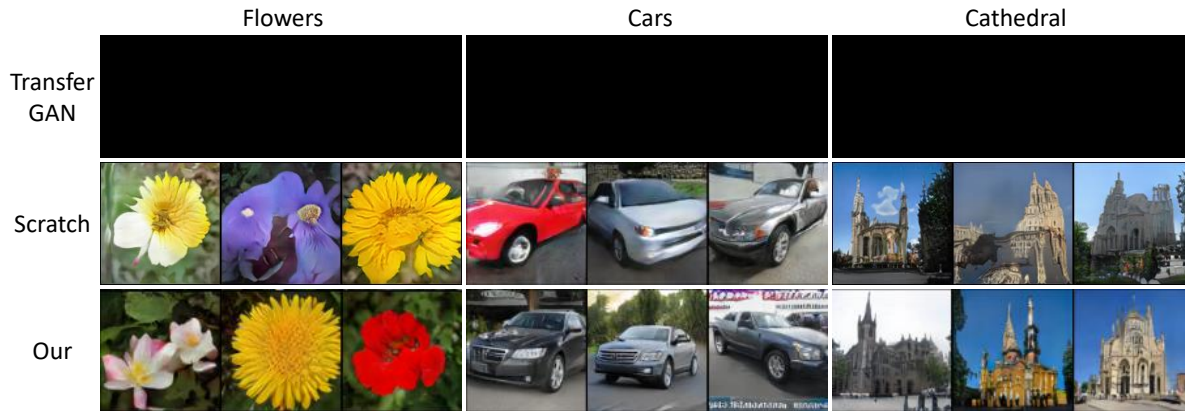 Flowers
Cars
Cathedral
Transfer
GAN
Scratch
Our